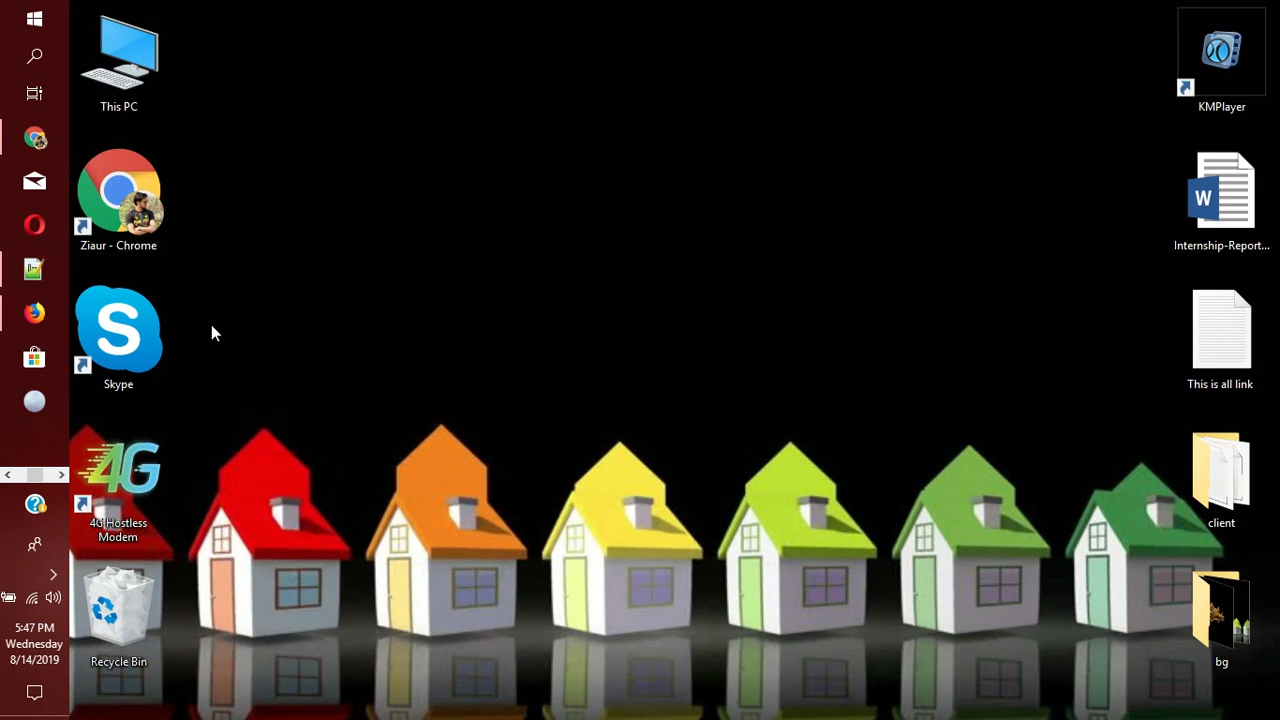 This PC
Ziaur - Chrome
S
Skype
4G
4G Hostless
Modem
Recycle Bin
KMPlayer
W
Internship-Report...
This is all link
client
bg
5:47 PM
Wednesday
8/14/2019